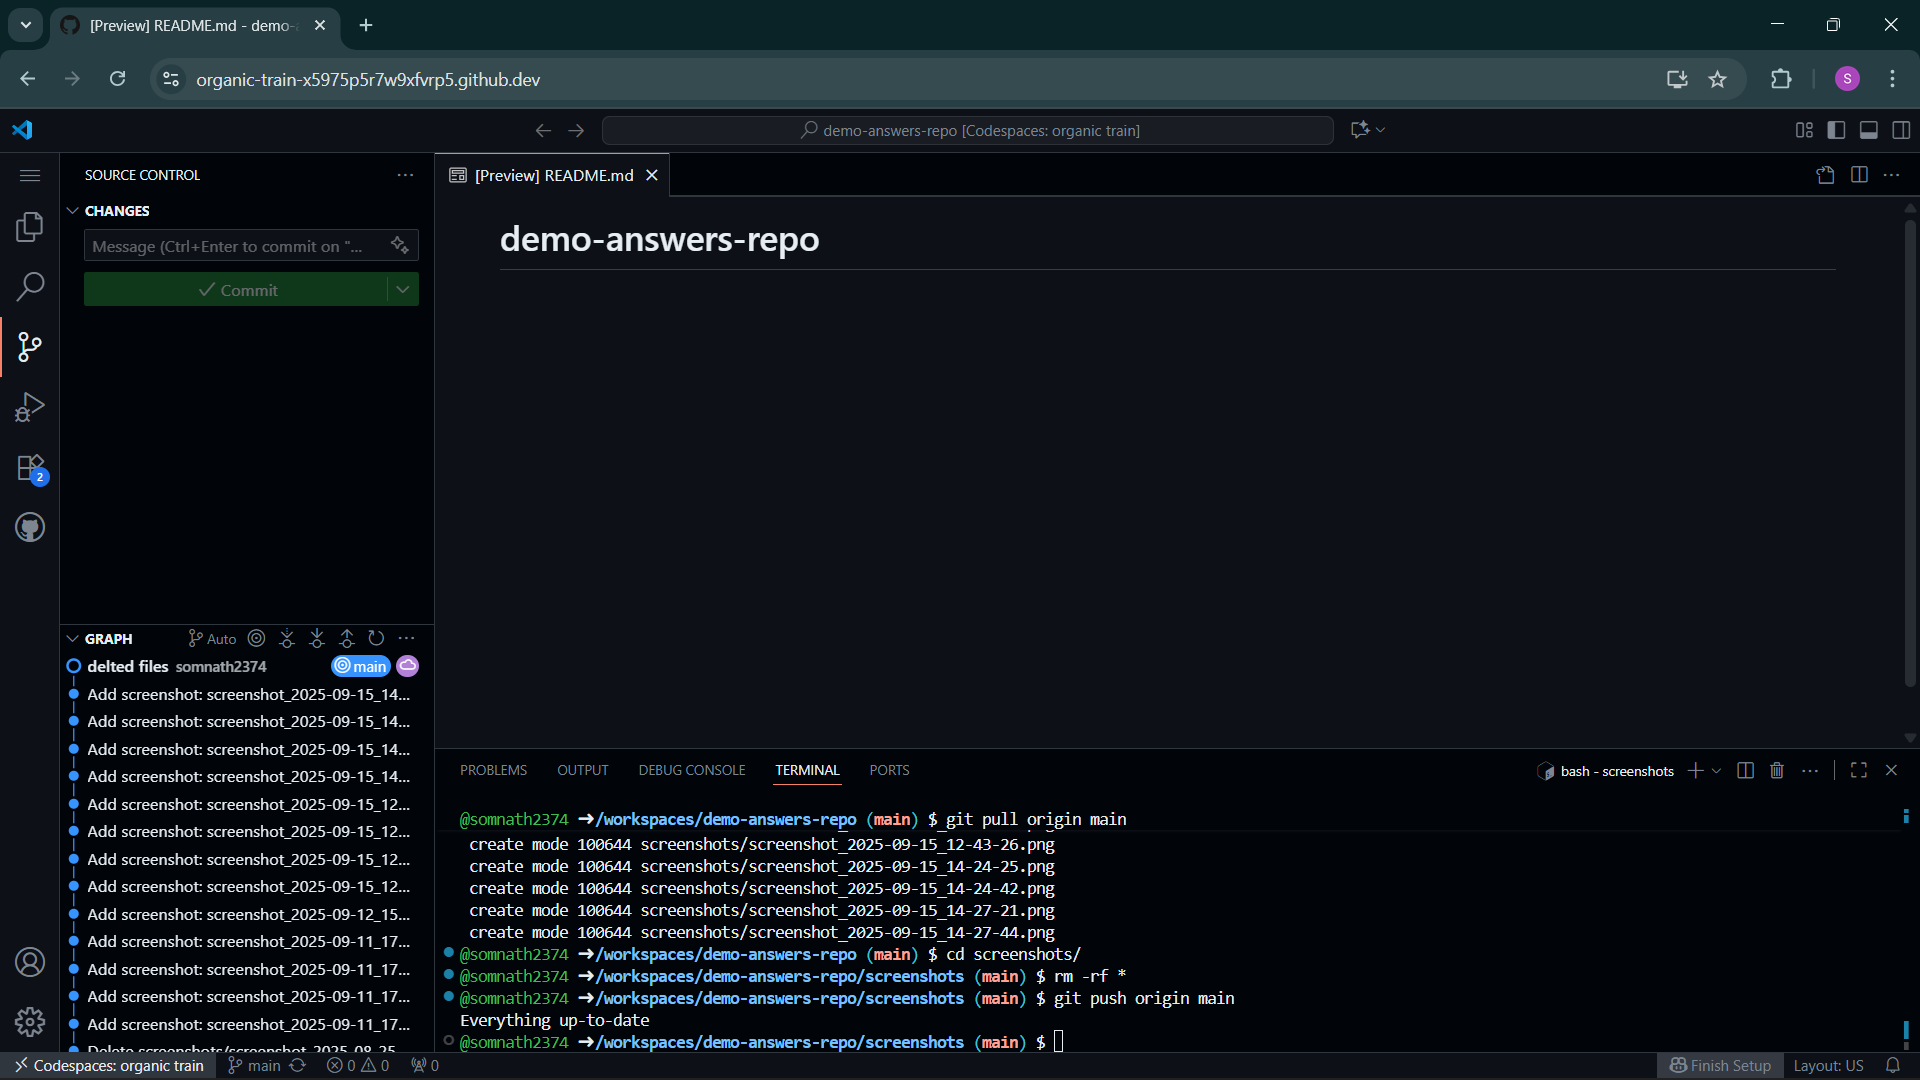 [Preview] README.md - demo-
organic-train-x5975p5r7w9xfvrp5.github.dev
S
demo-answers-repo [Codespaces: organic train]
SOURCE CONTROL
CHANGES
Message (Ctrl+Enter to commit on "...
Commit
2
GRAPH
Auto
delted files somnath2374 main
Add screenshot: screenshot_2025-09-15_14...
Add screenshot: screenshot_2025-09-15_14...
Add screenshot: screenshot_2025-09-15_14...
Add screenshot: screenshot_2025-09-15_14...
Add screenshot: screenshot_2025-09-15_12...
Add screenshot: screenshot_2025-09-15_12...
Add screenshot: screenshot_2025-09-15_12...
Add screenshot: screenshot_2025-09-15_12...
Add screenshot: screenshot_2025-09-12_15...
Add screenshot: screenshot_2025-09-11_17...
Add screenshot: screenshot_2025-09-11_17...
Add screenshot: screenshot_2025-09-11_17...
Add screenshot: screenshot_2025-09-11_17...
Delete screenshots/screenshot_2025-08-25...
[Preview] README.md
demo-answers-repo
PROBLEMS OUTPUT DEBUG CONSOLE TERMINAL PORTS
bash - screenshots
@somnath2374 ➜/workspaces/demo-answers-repo (main) $ git pull origin main
create mode 100644 screenshots/screenshot_2025-09-15_12-43-26.png
create mode 100644 screenshots/screenshot_2025-09-15_14-24-25.png
create mode 100644 screenshots/screenshot_2025-09-15_14-24-42.png
create mode 100644 screenshots/screenshot_2025-09-15_14-27-21.png
create mode 100644 screenshots/screenshot_2025-09-15_14-27-44.png
@somnath2374 ➜/workspaces/demo-answers-repo (main) $ cd screenshots/
@somnath2374 ➜/workspaces/demo-answers-repo/screenshots (main) $ rm -rf *
@somnath2374 ➜/workspaces/demo-answers-repo/screenshots (main) $ git push origin main
Everything up-to-date
@somnath2374 ➜/workspaces/demo-answers-repo/screenshots (main) $
Codespaces: organic train main 0 0 0 Finish Setup Layout: US